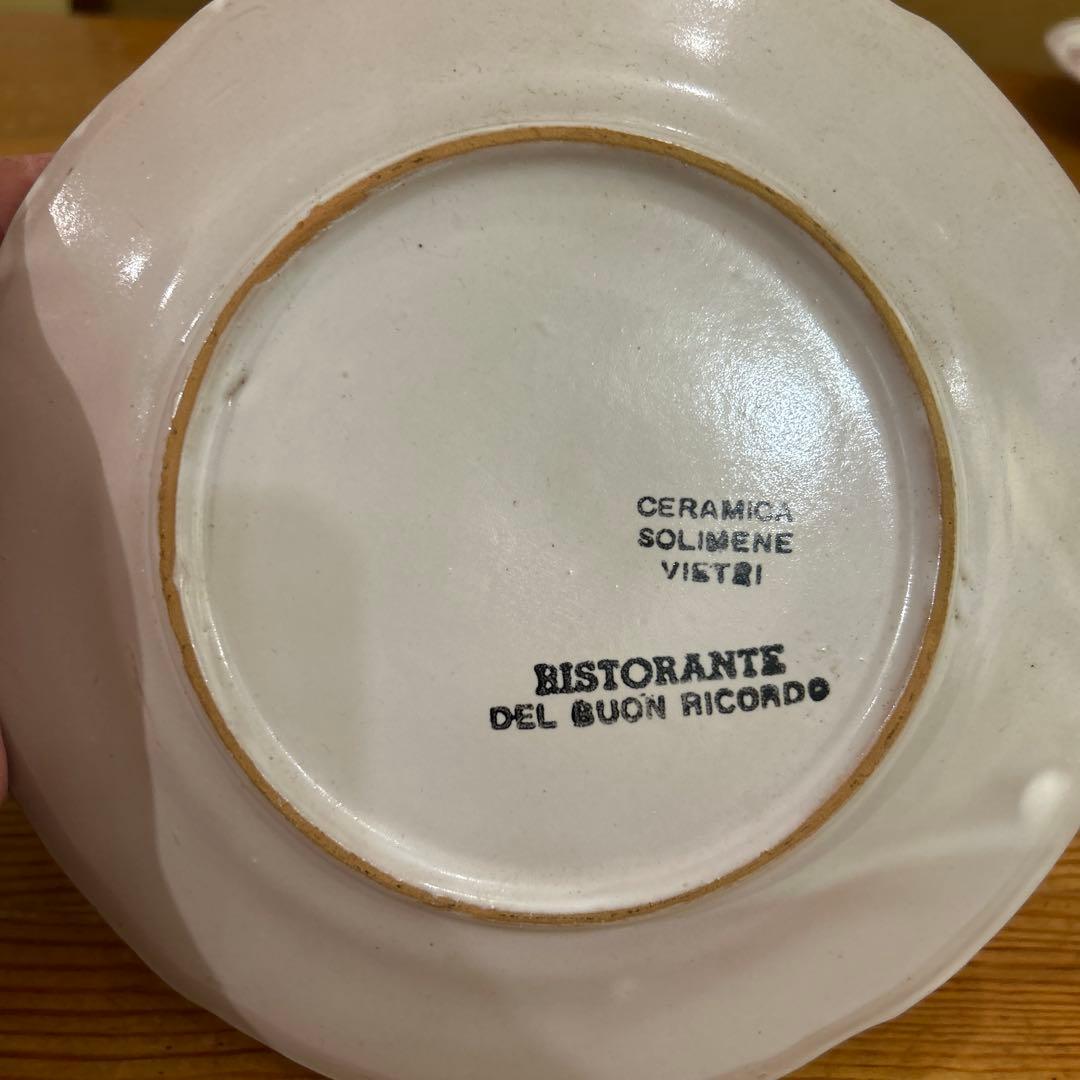 CERAMICA
SOLIMENE
VIETRI
RISTORANTE
DEL BUON RICORDO